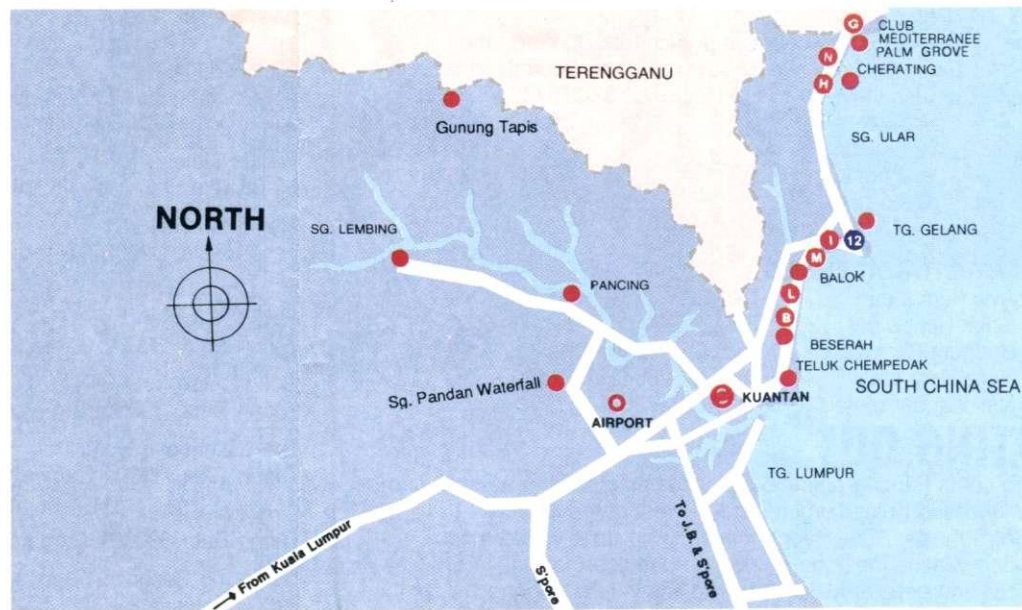 G
CLUB
MEDITERRANEE
N
PALM GROVE
TERENGGANU
H
CHERATING
Gunung Tapis
SG. ULAR
NORTH
SG. LEMBING
TG. GELANG
I
12
M
BALOK
PANCING
L
B
BESERAH
TELUK CHEMPEDAK
Sg. Pandan Waterfall
SOUTH CHINA SEA
KUANTAN
AIRPORT
TG. LUMPUR
From Kuala Lumpur
S'pore
To J.B. & S'pore